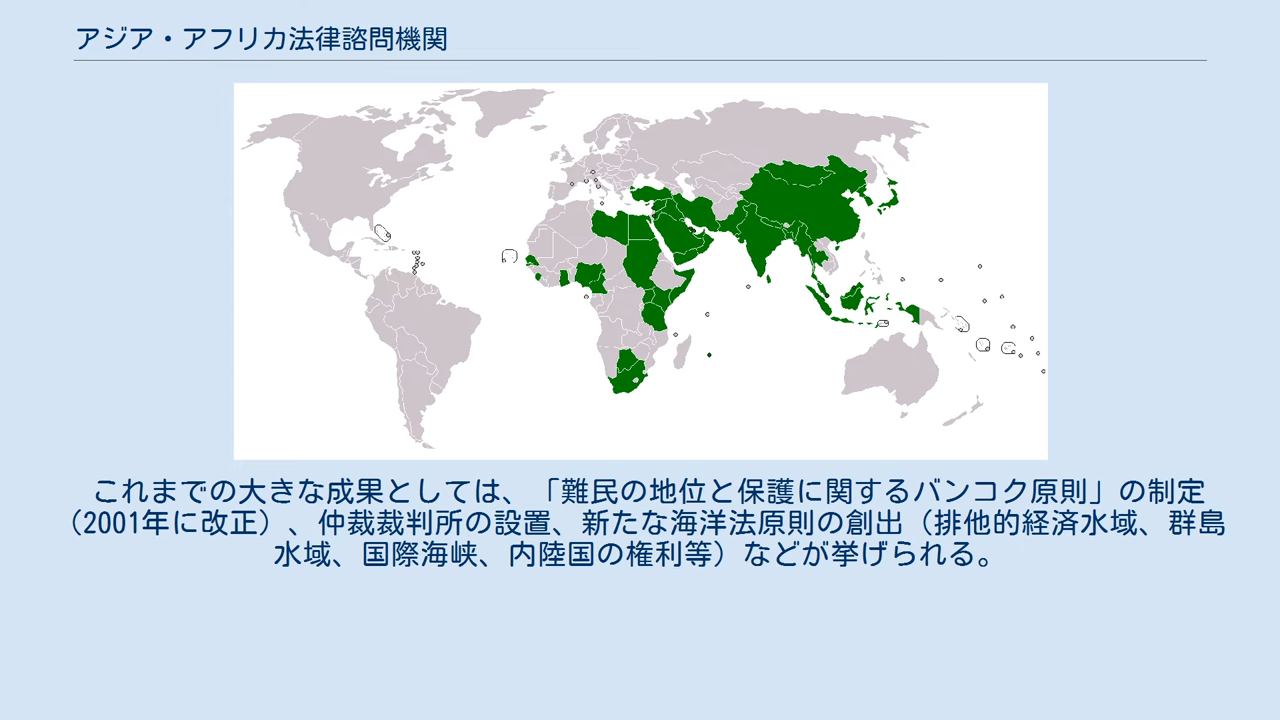 アジア・アフリカ法律諮問機関
これまでの大きな成果としては、「難民の地位と保護に関するバンコク原則」の制定
（2001年に改正）、仲裁裁判所の設置、新たな海洋法原則の創出（排他的経済水域、群島
水域、国際海峡、内陸国の権利等）などが挙げられる。